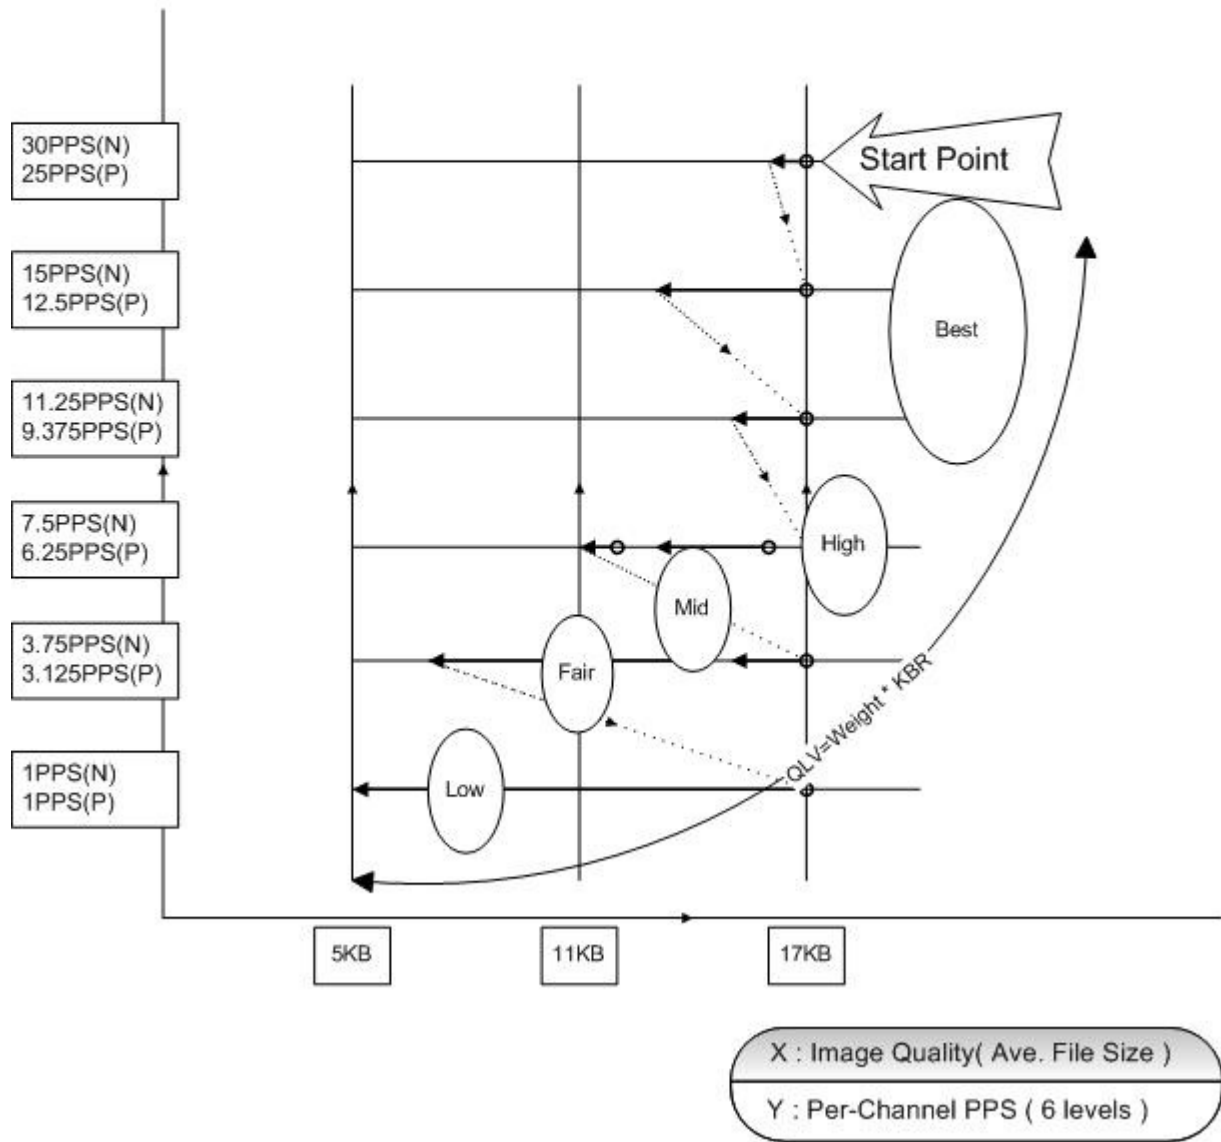 30PPS(N)
25PPS(P)
Start Point
15PPS(N)
12.5PPS(P)
Best
11.25PPS(N)
9.375PPS(P)
7.5PPS(N)
6.25PPS(P)
High
Mid
3.75PPS(N)
3.125PPS(P)
Fair
QLV=Weight * KBR
1PPS(N)
1PPS(P)
Low
5KB
11KB
17KB
X : Image Quality( Ave. File Size )
Y : Per-Channel PPS ( 6 levels )